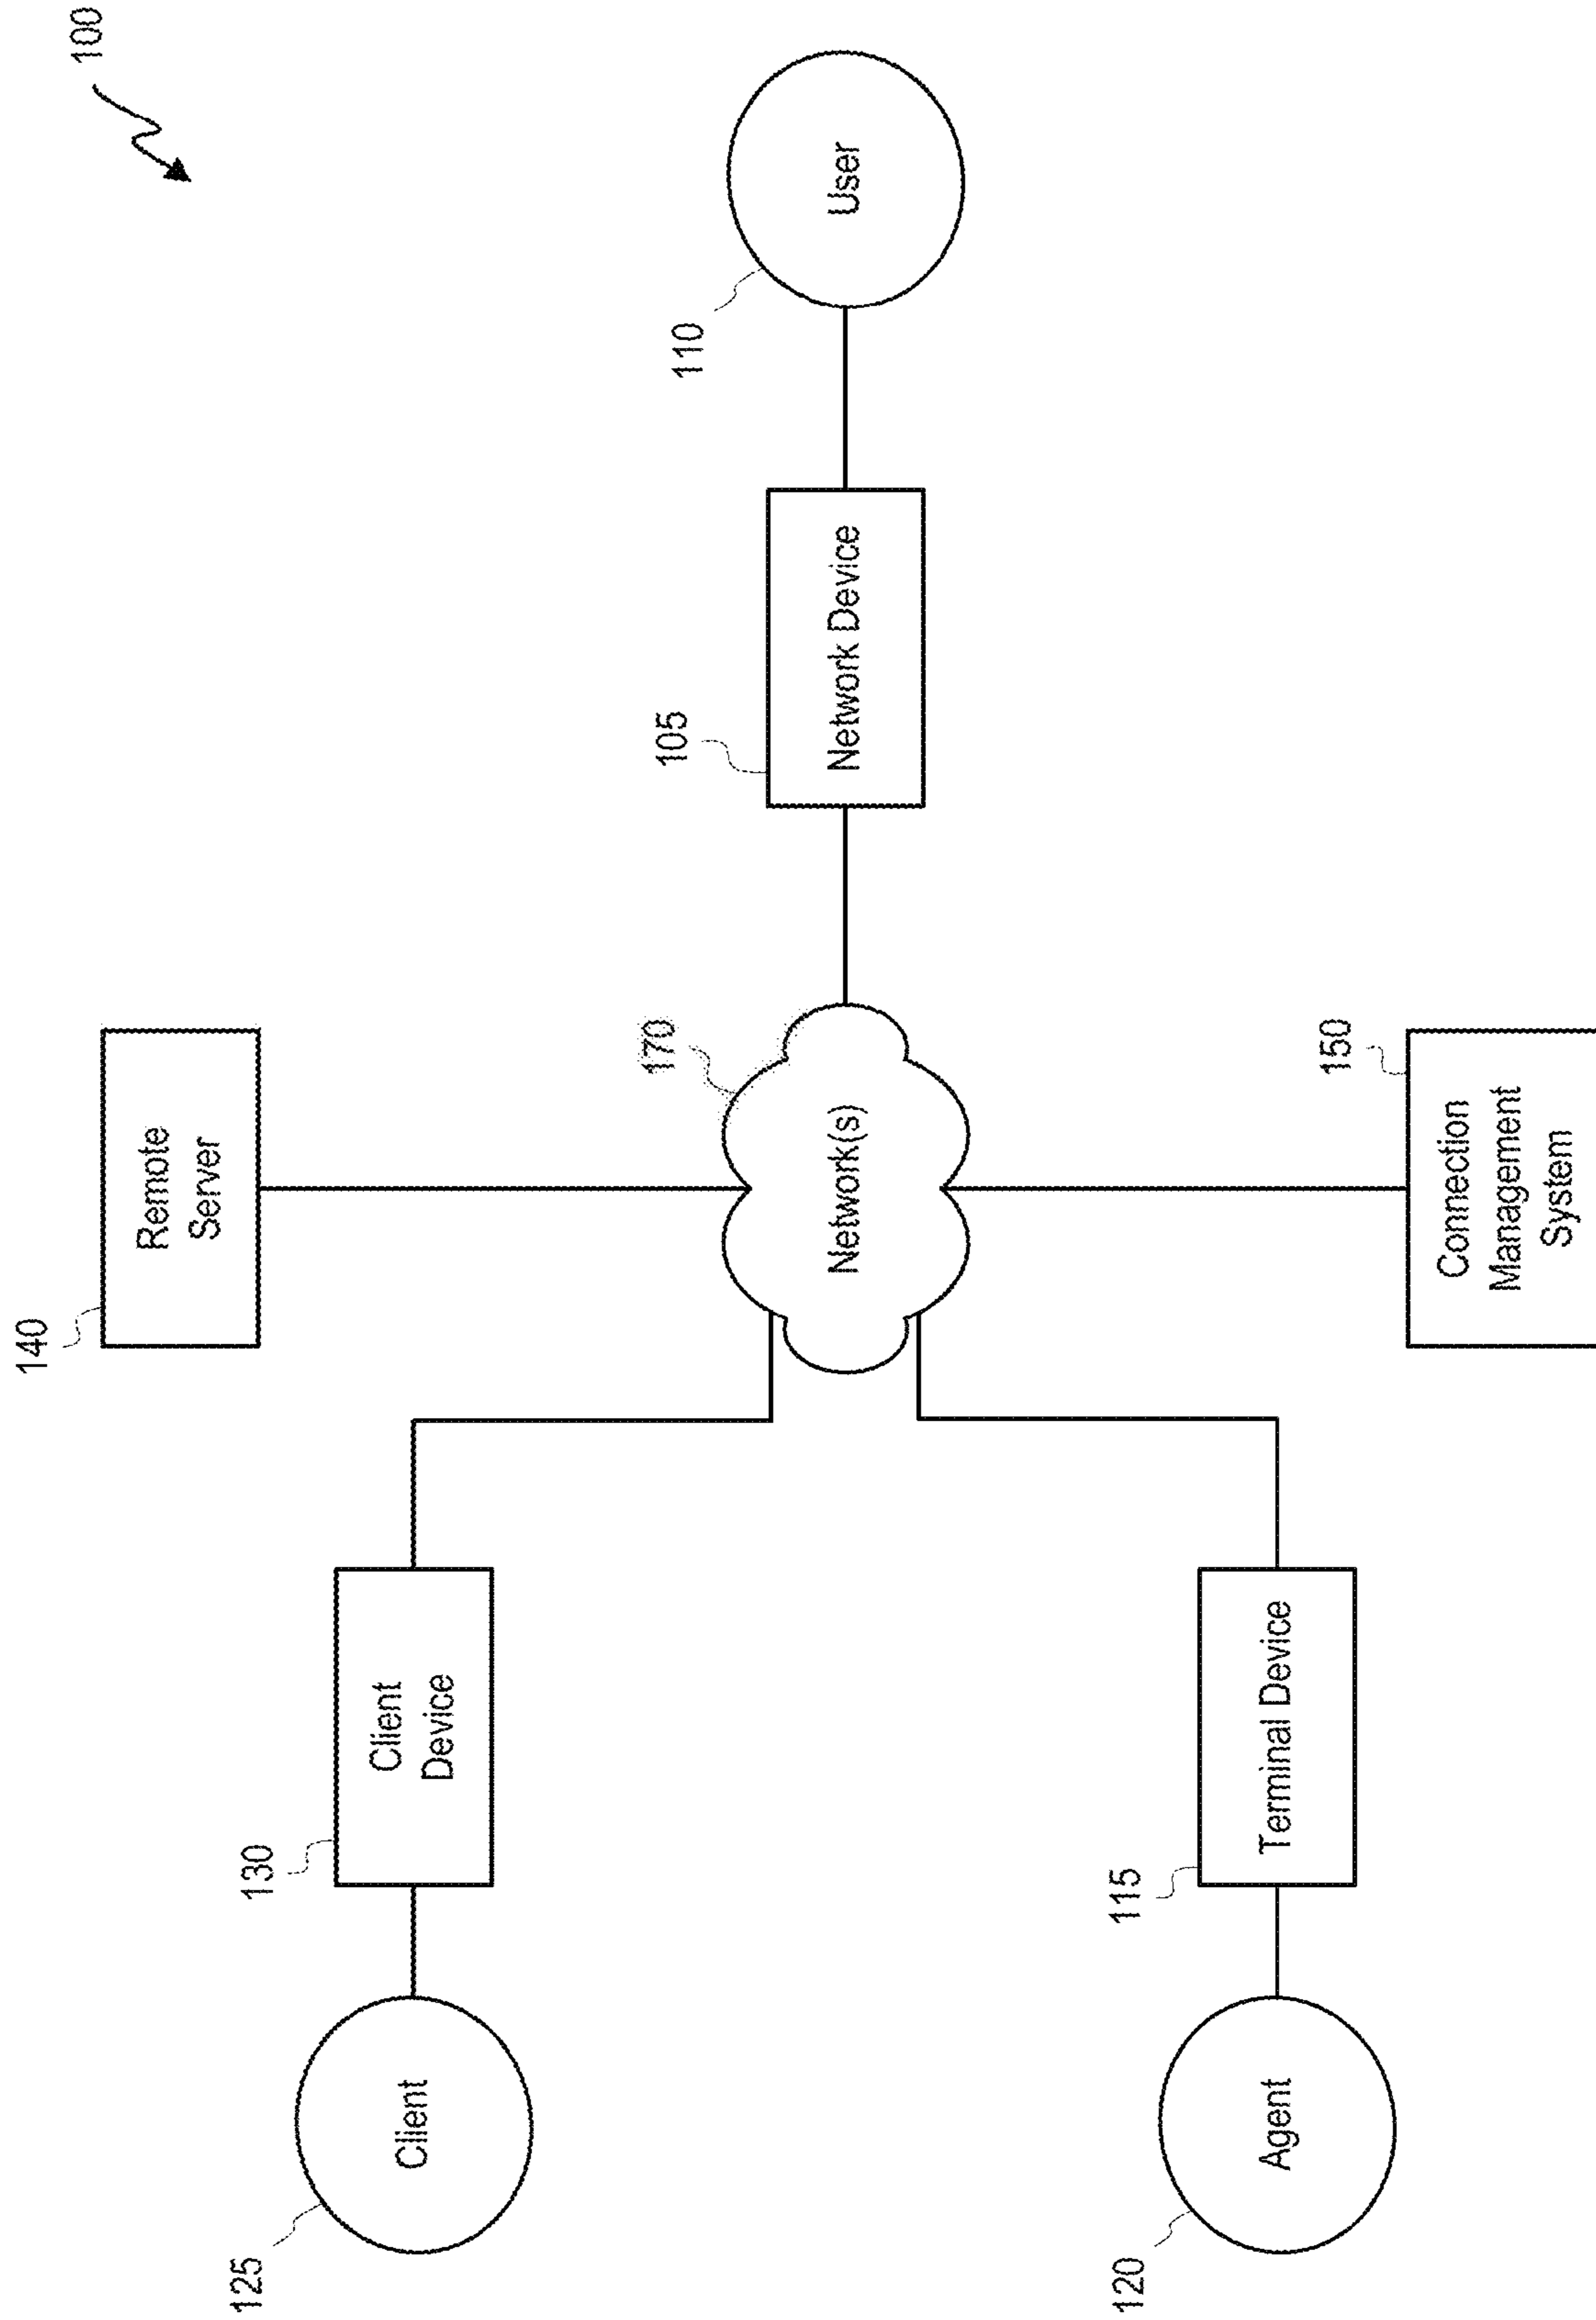 100
140
Remote
Server
125
Client
130
Client
Device
170
Network(s)
105
Network Device
110
User
120
Agent
115
Terminal Device
150
Connection
Management
System